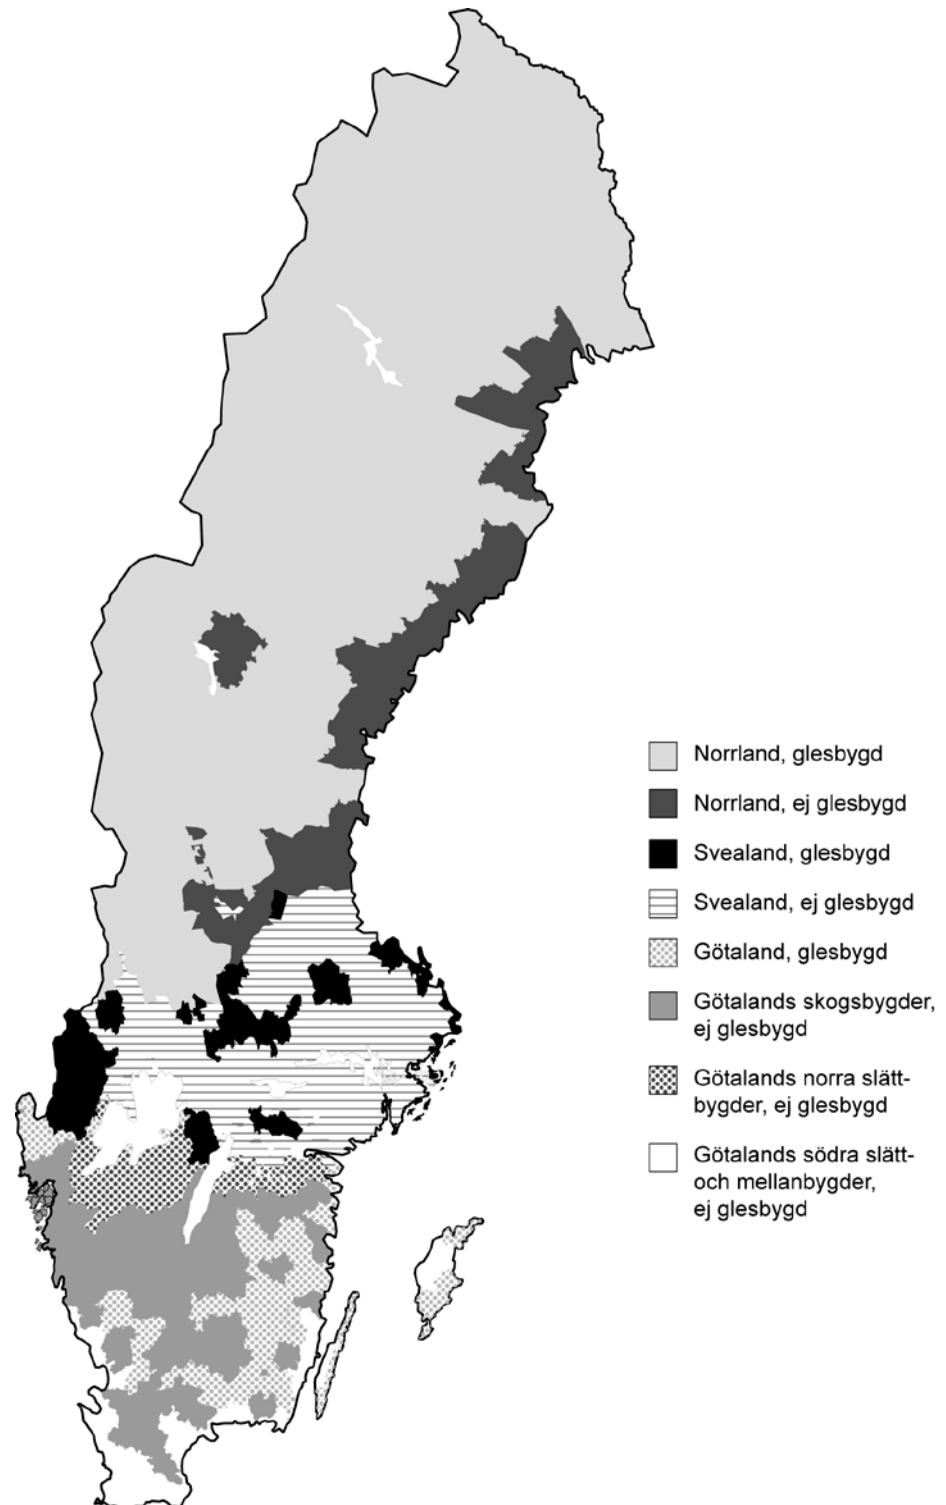 Norrland, glesbygd
Norrland, ej glesbygd
Svealand, glesbygd
Svealand, ej glesbygd
Götaland, glesbygd
Götalands skogsbygder,
ej glesbygd
Götalands norra slätt-
bygder, ej glesbygd
Götalands södra slätt-
och mellanbygder,
ej glesbygd